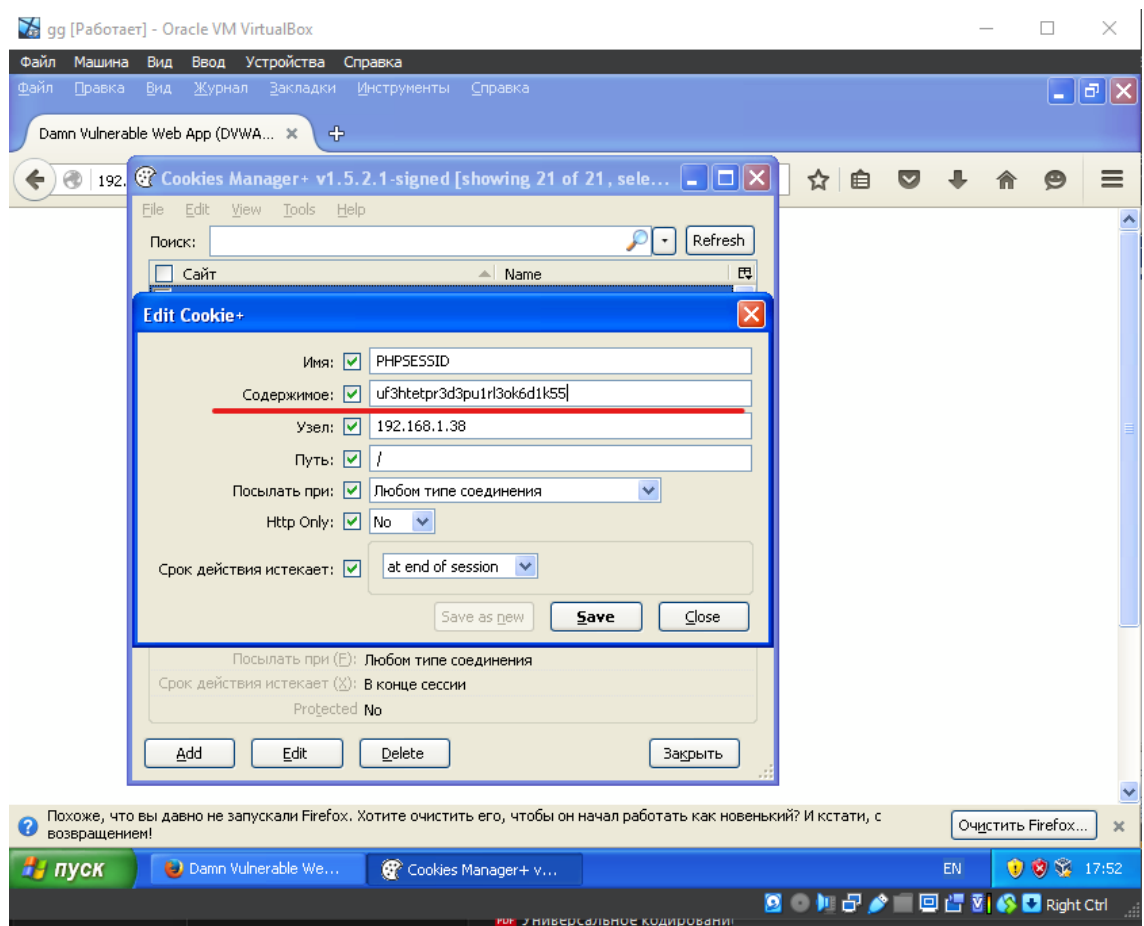 gg [Работает] - Oracle VM VirtualBox
Файл Машина Вид Ввод Устройства Справка
Файл Правка Вид Журнал Закладки Инструменты Справка
Damn Vulnerable Web App (DVWA...
192.
Cookies Manager+ v1.5.2.1-signed [showing 21 of 21, sele...
File Edit View Tools Help
Поиск: Refresh
Сайт Name
Edit Cookie+
Имя: PHPSESSID
Содержимое: uf3htetpr3d3pu1rl3ok6d1k55
Узел: 192.168.1.38
Путь: /
Посылать при: Любом типе соединения
Http Only: No
Срок действия истекает: at end of session
Save as new Save Close
Посылать при (F): Любом типе соединения
Срок действия истекает (X): В конце сессии
Protected No
Add Edit Delete Закрыть
Похоже, что вы давно не запускали Firefox. Хотите очистить его, чтобы он начал работать как новенький? И кстати, с
возвращением!
Очистить Firefox...
пуск Damn Vulnerable We... Cookies Manager+ v... EN 17:52
Right Ctrl
PDF Универсальное кодировани